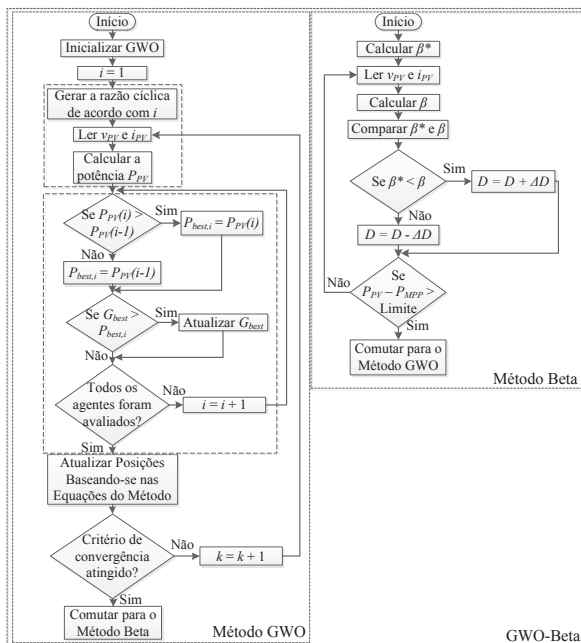 Início
Inicializar GWO
i = 1
Gerar a razão cíclica
de acordo com i
Ler vPV e iPV
Calcular a
potência PPV
Se PPV(i) >
PPV(i-1)
Sim
Pbest,i = PPV(i)
Não
Pbest,i = PPV(i-1)
Se Gbest >
Pbest,i
Sim
Atualizar Gbest
Não
Todos os
agentes foram
avaliados?
Não
i = i + 1
Sim
Atualizar Posições
Baseando-se nas
Equações do Método
Critério de
convergência
atingido?
Não
k = k + 1
Sim
Comutar para o
Método Beta
Método GWO
Início
Calcular β*
Ler vPV e iPV
Calcular β
Comparar β* e β
Se β* < β
Sim
D = D + ΔD
Não
D = D - ΔD
Se
PPV – PMPP >
Limite
Não
Sim
Comutar para o
Método GWO
Método Beta
GWO-Beta